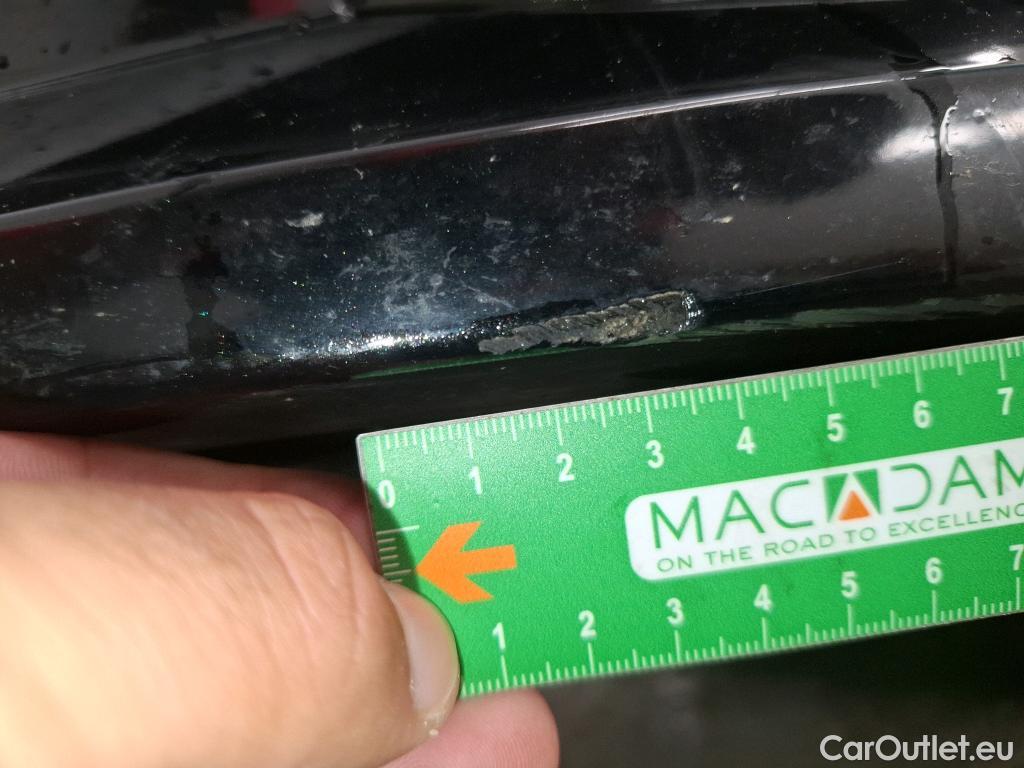 0 1 2 3 4 5 6 7
MACADAM
ON THE ROAD TO EXCELLENC
1 2 3 4 5 6 7
CarOutlet.eu